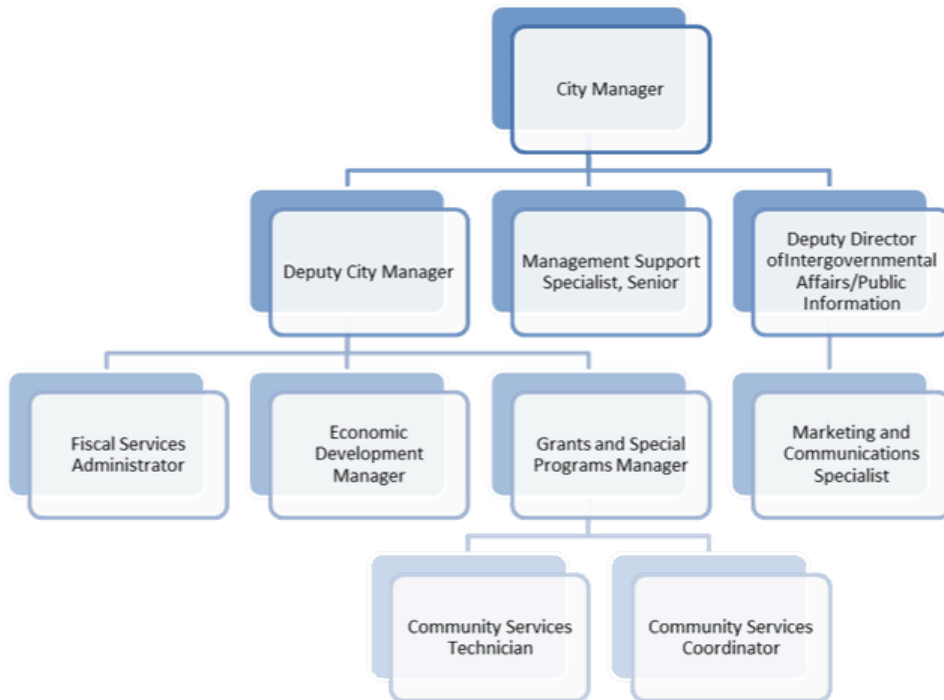 City Manager
Deputy City Manager
Management Support
Specialist, Senior
Deputy Director
ofIntergovernmental
Affairs/Public
Information
Fiscal Services
Administrator
Economic
Development
Manager
Grants and Special
Programs Manager
Marketing and
Communications
Specialist
Community Services
Technician
Community Services
Coordinator